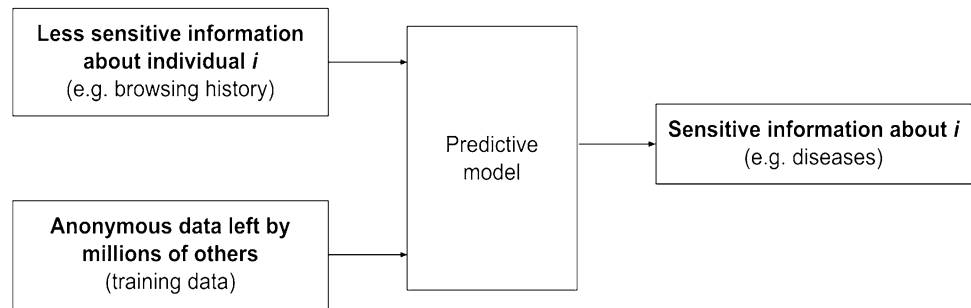 Less sensitive information
about individual i
(e.g. browsing history)
Predictive
model
Sensitive information about i
(e.g. diseases)
Anonymous data left by
millions of others
(training data)